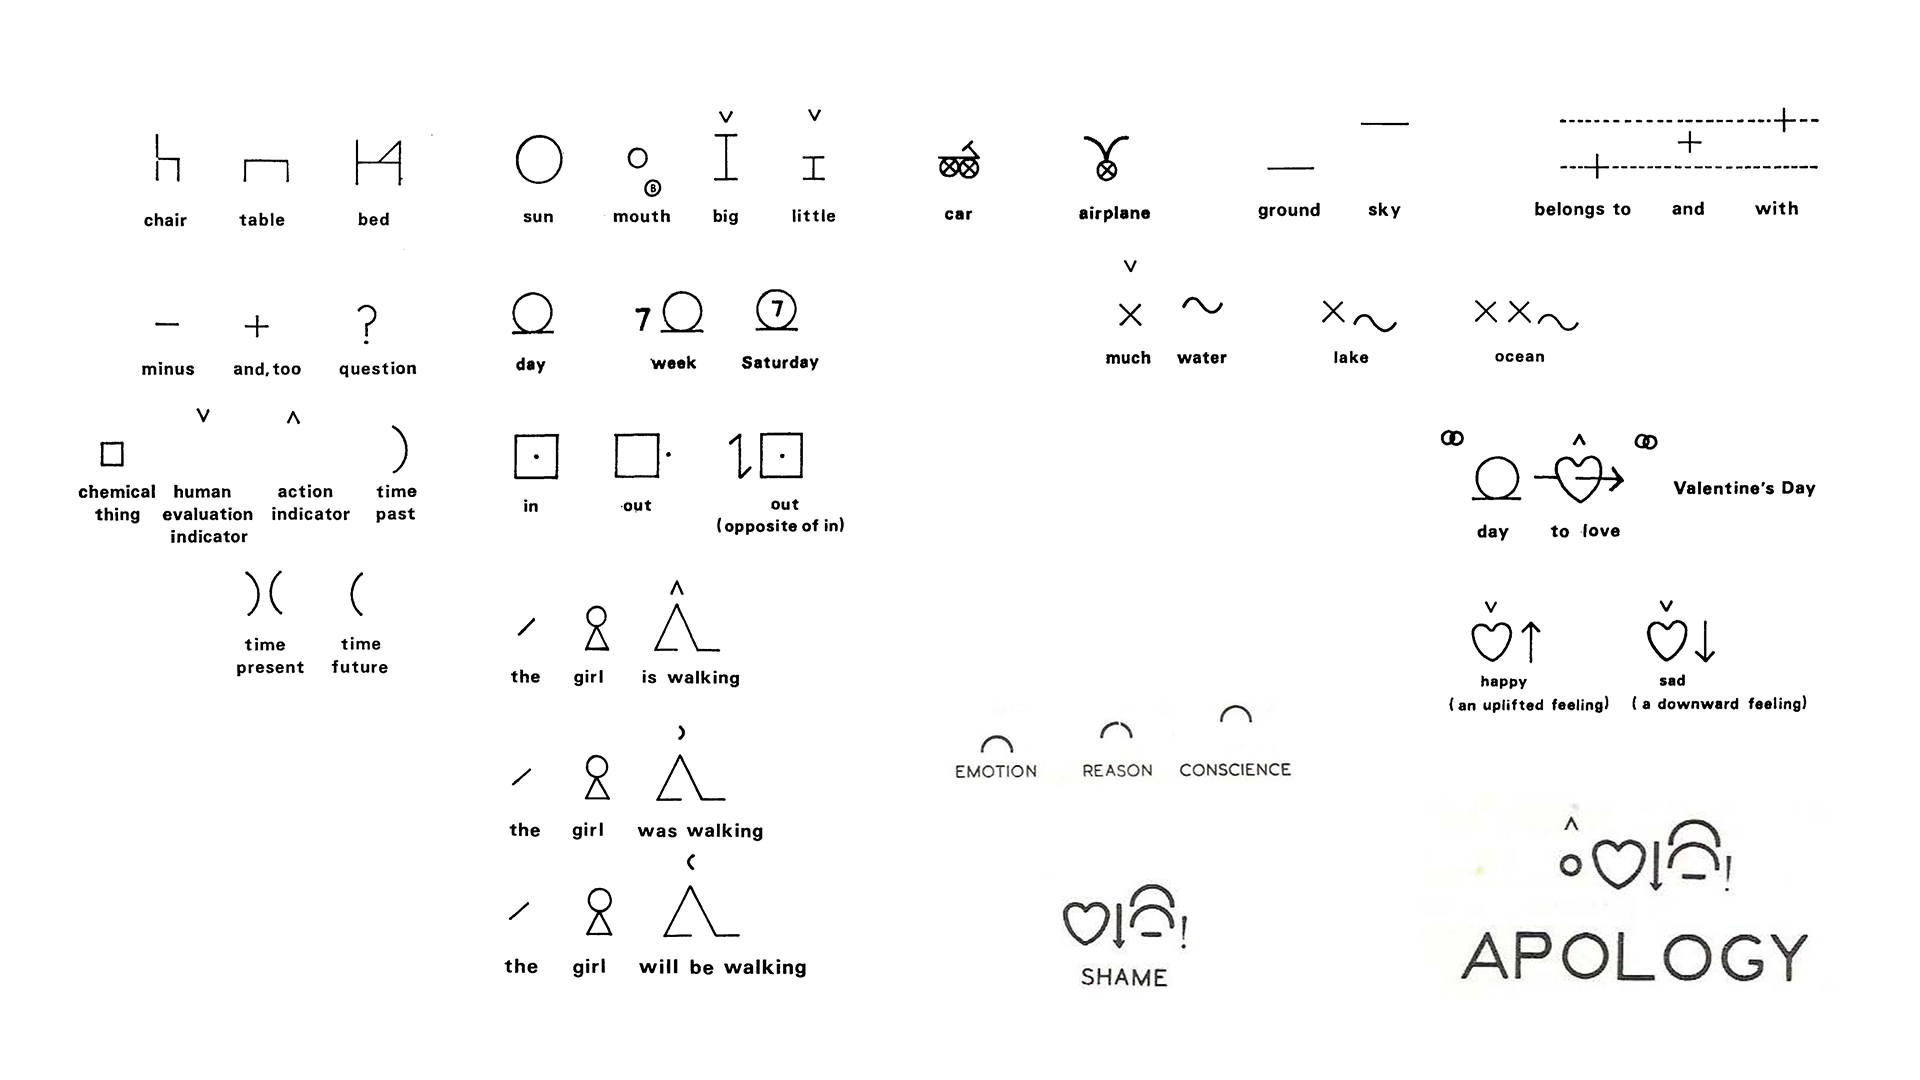 chair table bed
sun mouth big little
B
car airplane
ground sky
belongs to and with
minus and, too question
?
7 7
day week Saturday
much water lake ocean
chemical human action time
thing evaluation indicator past
indicator
in out out
(opposite of in)
day to love
Valentine's Day
time time
present future
the girl is walking
happy sad
(an uplifted feeling) (a downward feeling)
EMOTION REASON CONSCIENCE
the girl was walking
!
SHAME
!
APOLOGY
the girl will be walking